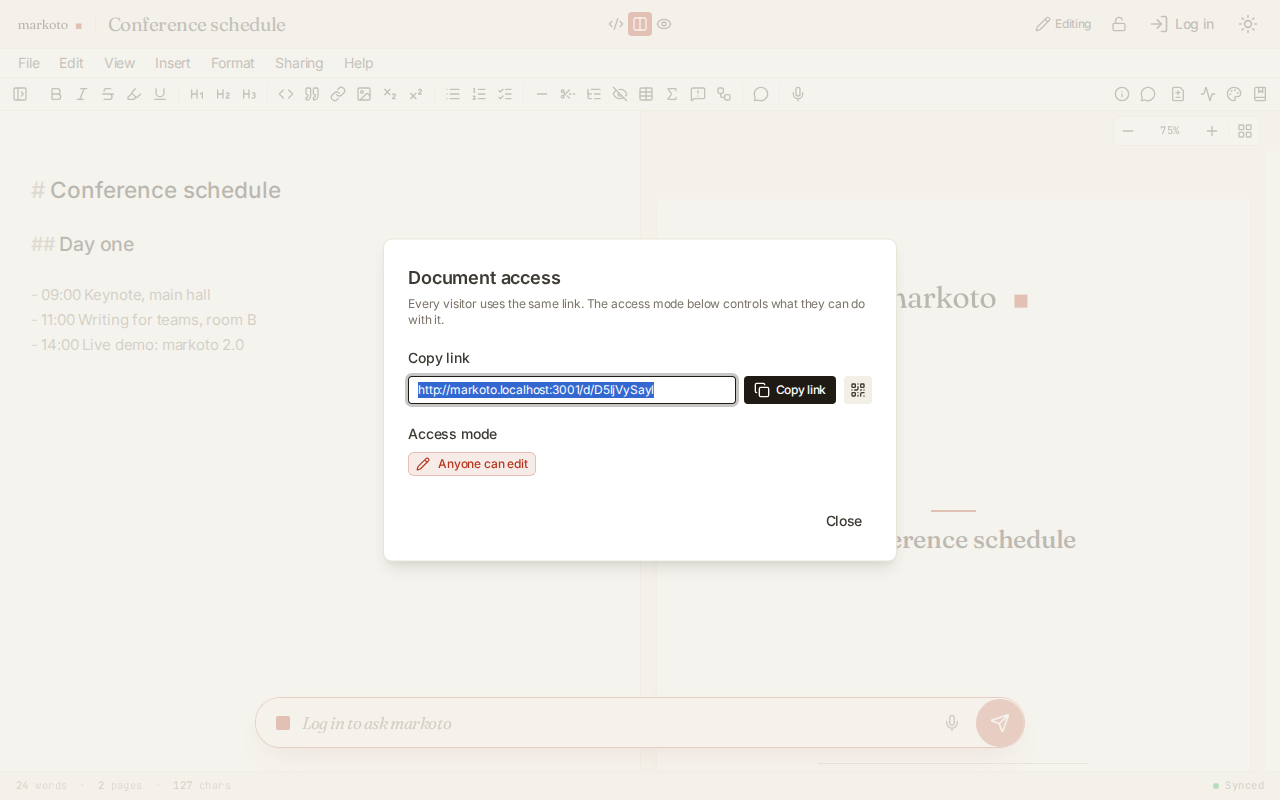 markoto
Conference schedule
Editing
Log in
File Edit View Insert Format Sharing Help
H1 H2 H3
75%
# Conference schedule
## Day one
- 09:00 Keynote, main hall
- 11:00 Writing for teams, room B
- 14:00 Live demo: markoto 2.0
Document access
Every visitor uses the same link. The access mode below controls what they can do
with it.
Copy link
http://markoto.localhost:3001/d/D5ljVySayl
Copy link
Access mode
Anyone can edit
Close
markoto
erence schedule
Log in to ask markoto
24 words · 2 pages · 127 chars
Synced